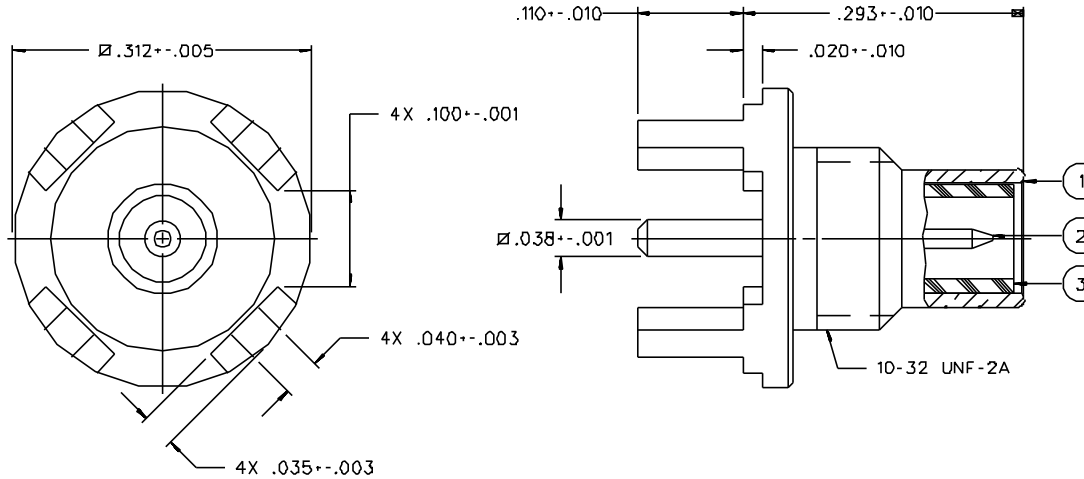 .110+-.010
.293+-.010
Ø.312+-.005
.020+-.010
4X .100+-.001
1
Ø.038+-.001
2
3
4X .040+-.003
10-32 UNF-2A
4X .035+-.003